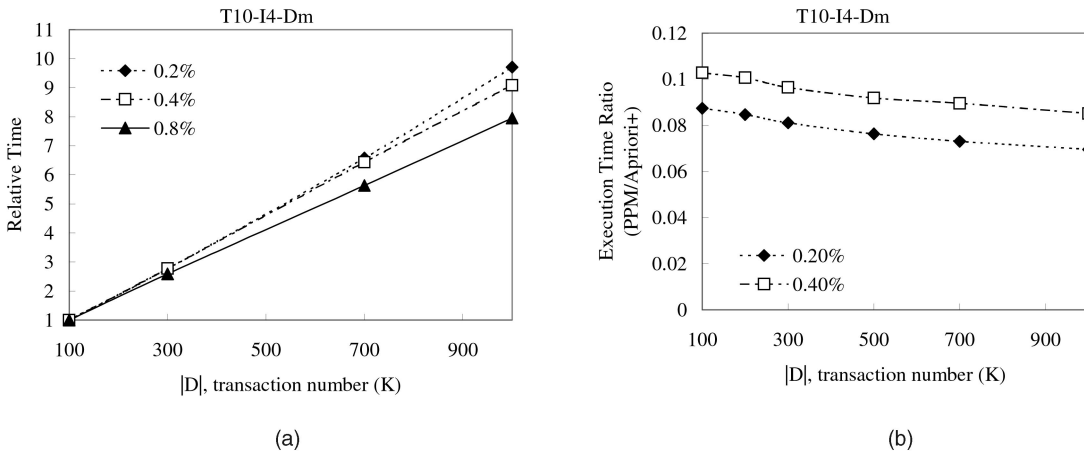 T10-I4-Dm
11
10
9
8
7
6
5
4
3
2
1
Relative Time
0.2%
0.4%
0.8%
100 300 500 700 900
|D|, transaction number (K)
(a)
T10-I4-Dm
0.12
0.1
0.08
0.06
0.04
0.02
0
Execution Time Ratio
(PPM/Apriori+)
0.20%
0.40%
100 300 500 700 900
|D|, transaction number (K)
(b)